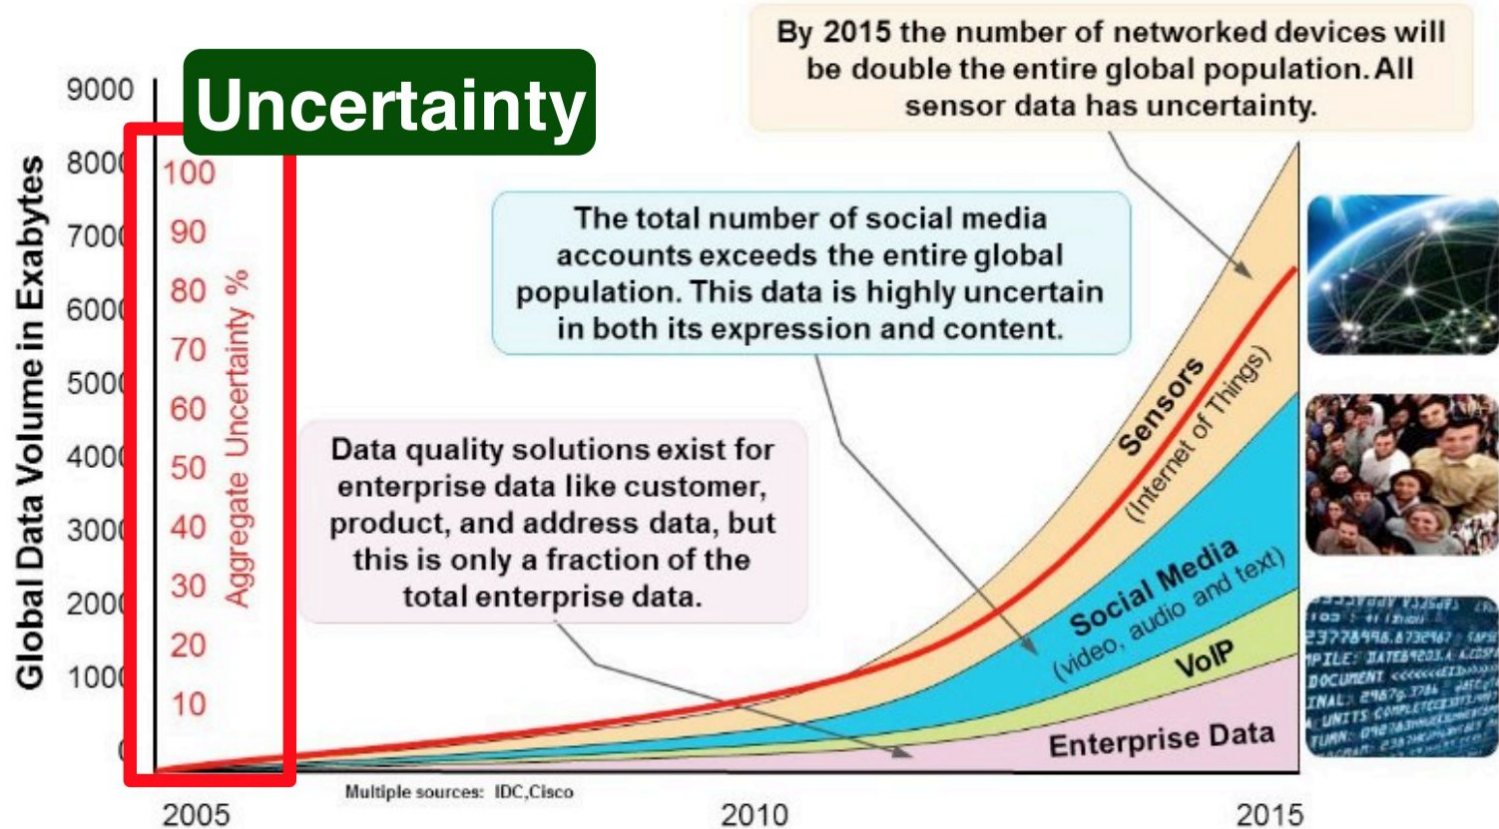 Uncertainty
By 2015 the number of networked devices will
be double the entire global population. All
sensor data has uncertainty.
The total number of social media
accounts exceeds the entire global
population. This data is highly uncertain
in both its expression and content.
Data quality solutions exist for
enterprise data like customer,
product, and address data, but
this is only a fraction of the
total enterprise data.
Global Data Volume in Exabytes
9000
8000
7000
6000
5000
4000
3000
2000
1000
0
Aggregate Uncertainty %
100
90
80
70
60
50
40
30
20
10
Sensors
(Internet of Things)
Social Media
(video, audio and text)
VoIP
Enterprise Data
Multiple sources: IDC,Cisco
2005
2010
2015
DOCUMENT